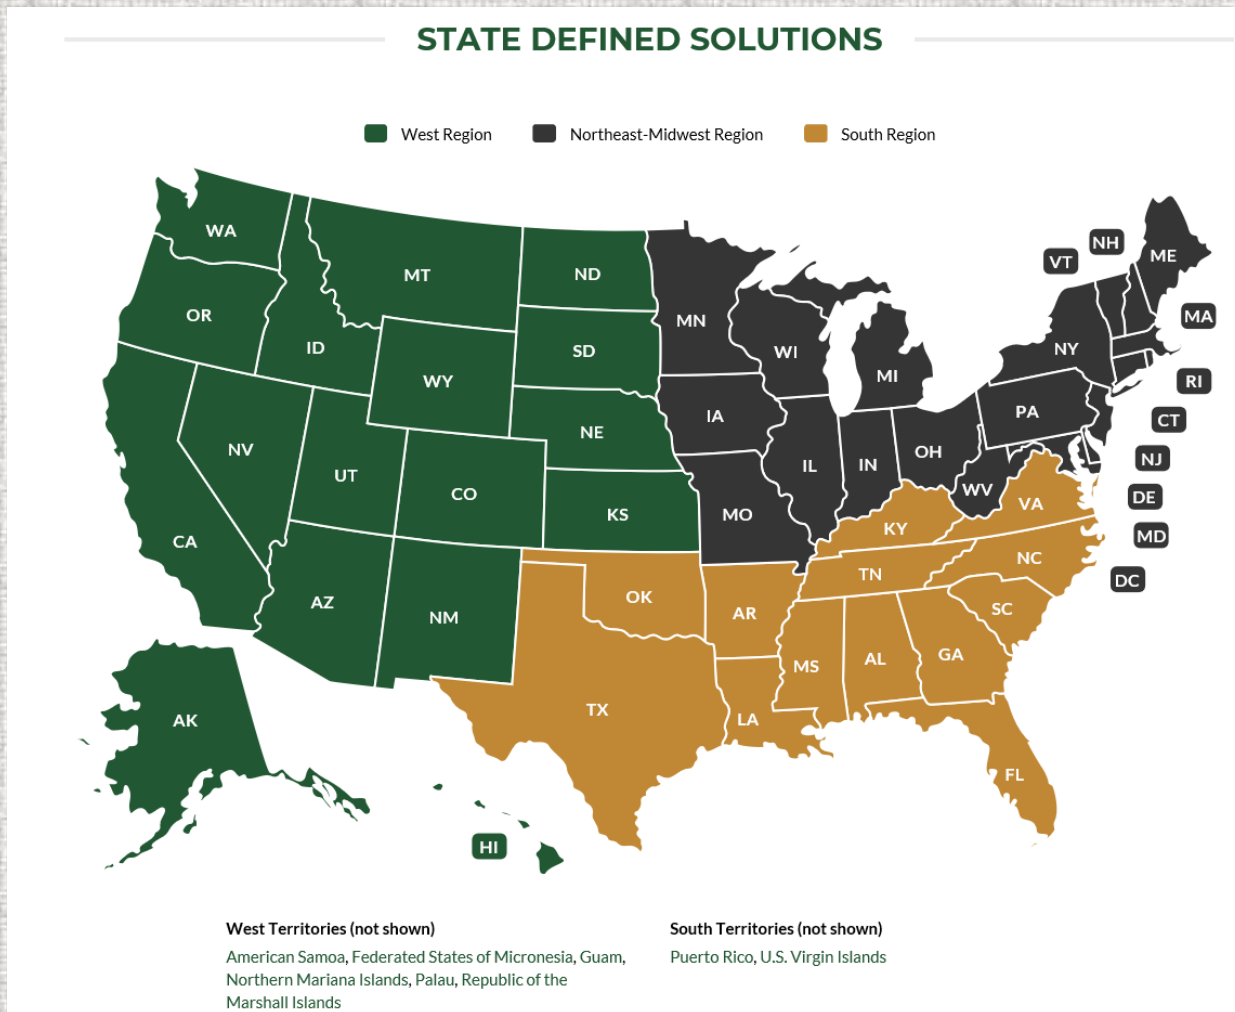 STATE DEFINED SOLUTIONS
West Region
Northeast-Midwest Region
South Region
WA
OR
CA
NV
ID
MT
WY
UT
CO
AZ
NM
ND
SD
NE
KS
OK
TX
MN
IA
MO
AR
LA
WI
IL
MI
IN
OH
KY
TN
MS
AL
GA
FL
SC
NC
VA
WV
PA
NY
VT
NH
ME
MA
RI
CT
NJ
DE
MD
DC
AK
HI
West Territories (not shown)
American Samoa, Federated States of Micronesia, Guam,
Northern Mariana Islands, Palau, Republic of the
Marshall Islands
South Territories (not shown)
Puerto Rico, U.S. Virgin Islands